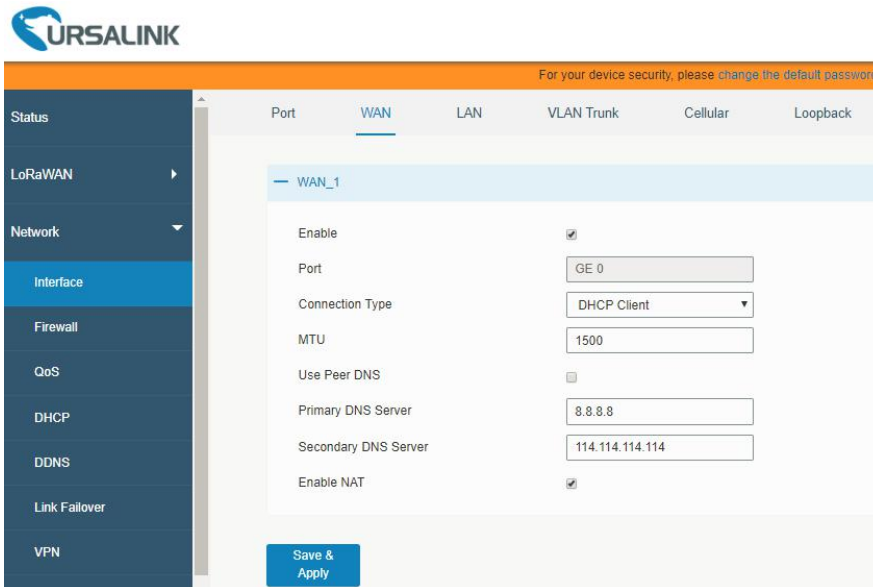 URSALINK
For your device security, please change the default password
Status
LoRaWAN
Network
Interface
Firewall
QoS
DHCP
DDNS
Link Failover
VPN
Port WAN LAN VLAN Trunk Cellular Loopback
WAN_1
Enable
Port GE 0
Connection Type DHCP Client
MTU 1500
Use Peer DNS
Primary DNS Server 8.8.8.8
Secondary DNS Server 114.114.114.114
Enable NAT
Save &
Apply